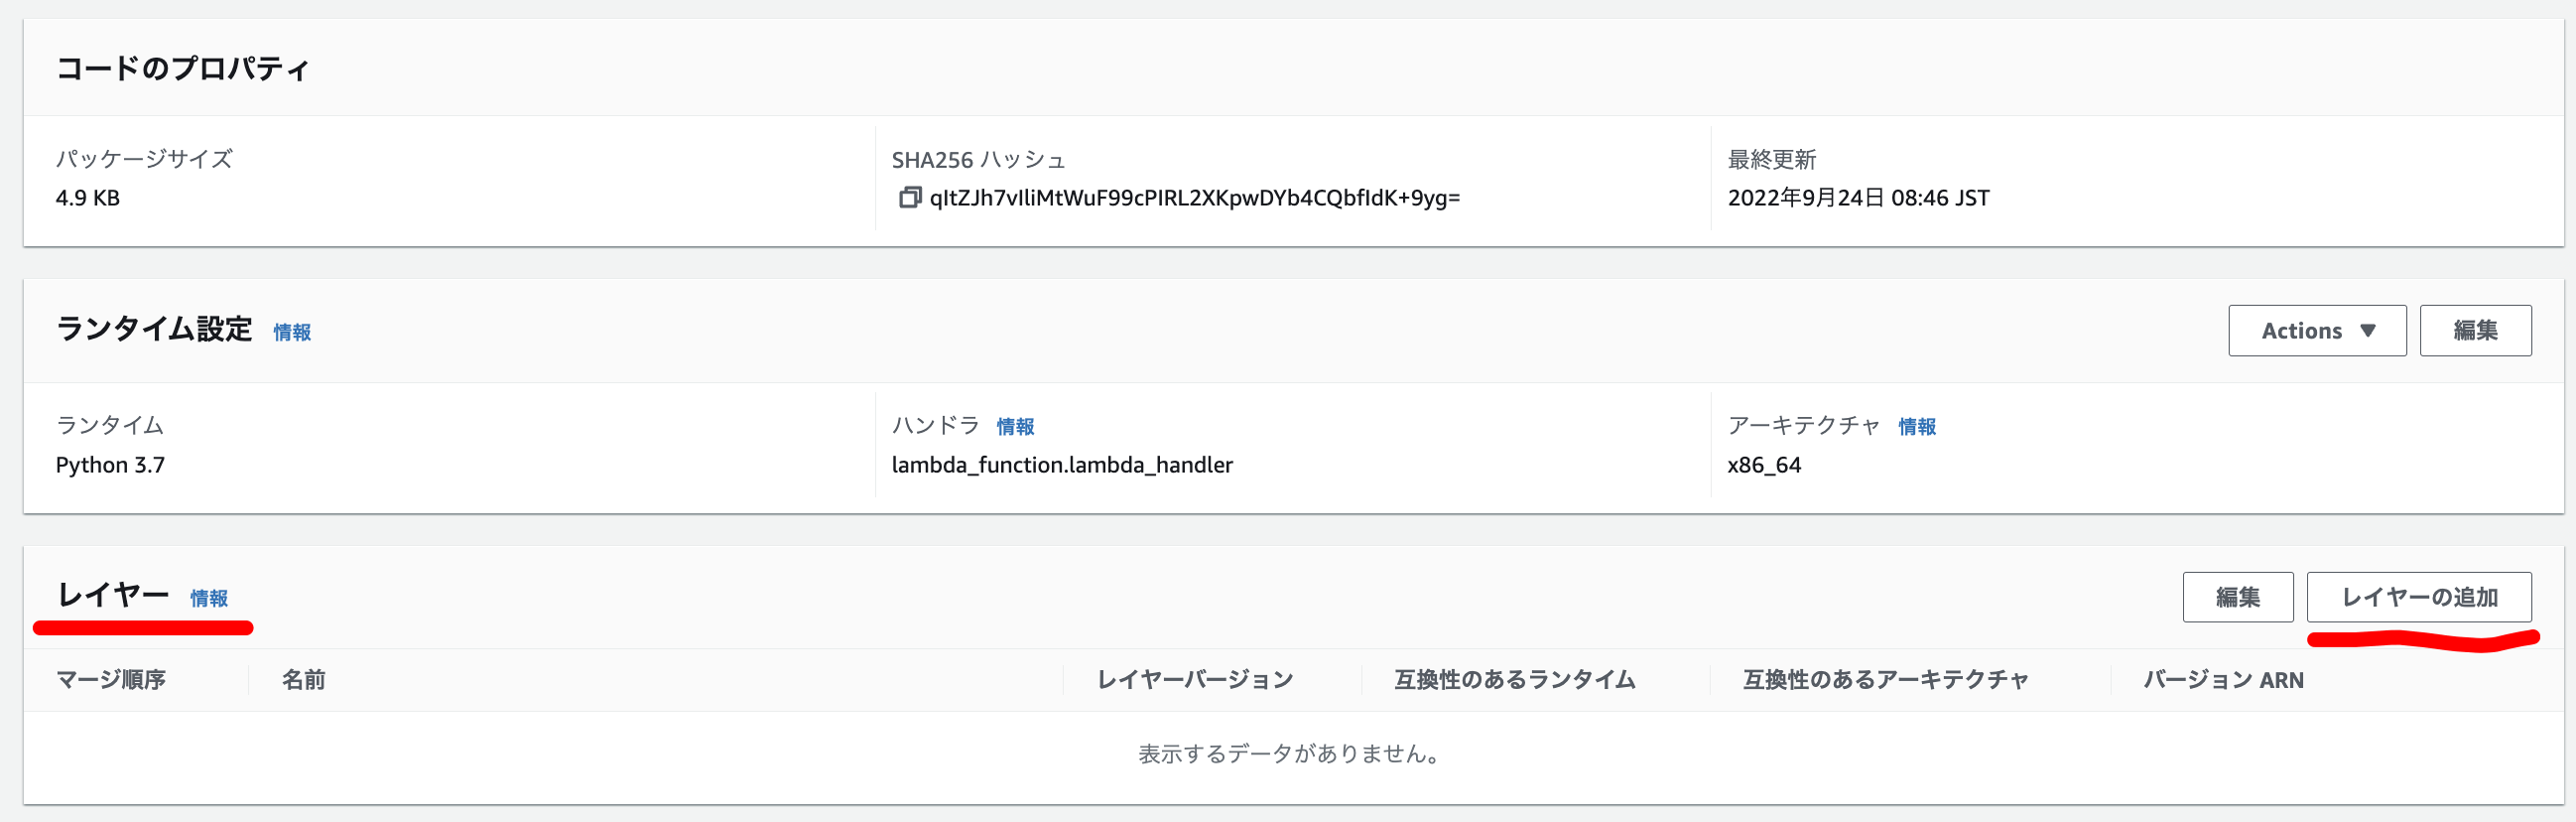 コードのプロパティ
パッケージサイズ
4.9 KB
SHA256 ハッシュ
qItZJh7vIliMtWuF99cPIRL2XKpwDYb4CQbfIdK+9yg=
最終更新
2022年9月24日 08:46 JST
ランタイム設定 情報
Actions ▼ 編集
ランタイム
Python 3.7
ハンドラ 情報
lambda_function.lambda_handler
アーキテクチャ 情報
x86_64
レイヤー 情報
編集 レイヤーの追加
マージ順序 名前 レイヤーバージョン 互換性のあるランタイム 互換性のあるアーキテクチャ バージョン ARN
表示するデータがありません。